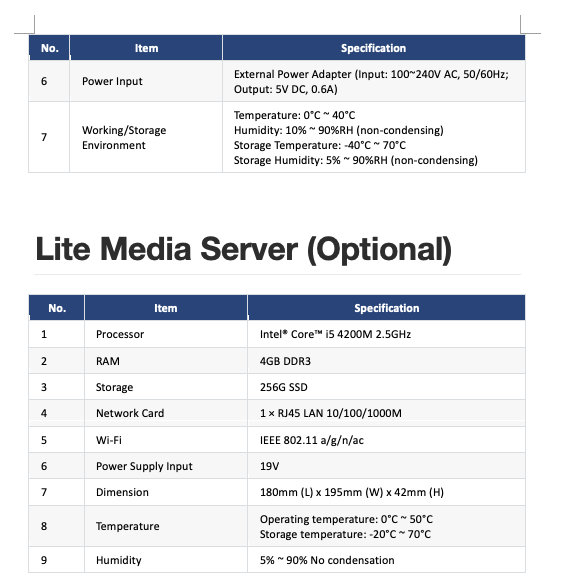 No. Item Specification
6 Power Input External Power Adapter (Input: 100~240V AC, 50/60Hz;
Output: 5V DC, 0.6A)
7 Working/Storage Environment Temperature: 0°C ~ 40°C
Humidity: 10% ~ 90%RH (non-condensing)
Storage Temperature: -40°C ~ 70°C
Storage Humidity: 5% ~ 90%RH (non-condensing)
Lite Media Server (Optional)
No. Item Specification
1 Processor Intel® Core™ i5 4200M 2.5GHz
2 RAM 4GB DDR3
3 Storage 256G SSD
4 Network Card 1 × RJ45 LAN 10/100/1000M
5 Wi-Fi IEEE 802.11 a/g/n/ac
6 Power Supply Input 19V
7 Dimension 180mm (L) x 195mm (W) x 42mm (H)
8 Temperature Operating temperature: 0°C ~ 50°C
Storage temperature: -20°C ~ 70°C
9 Humidity 5% ~ 90% No condensation